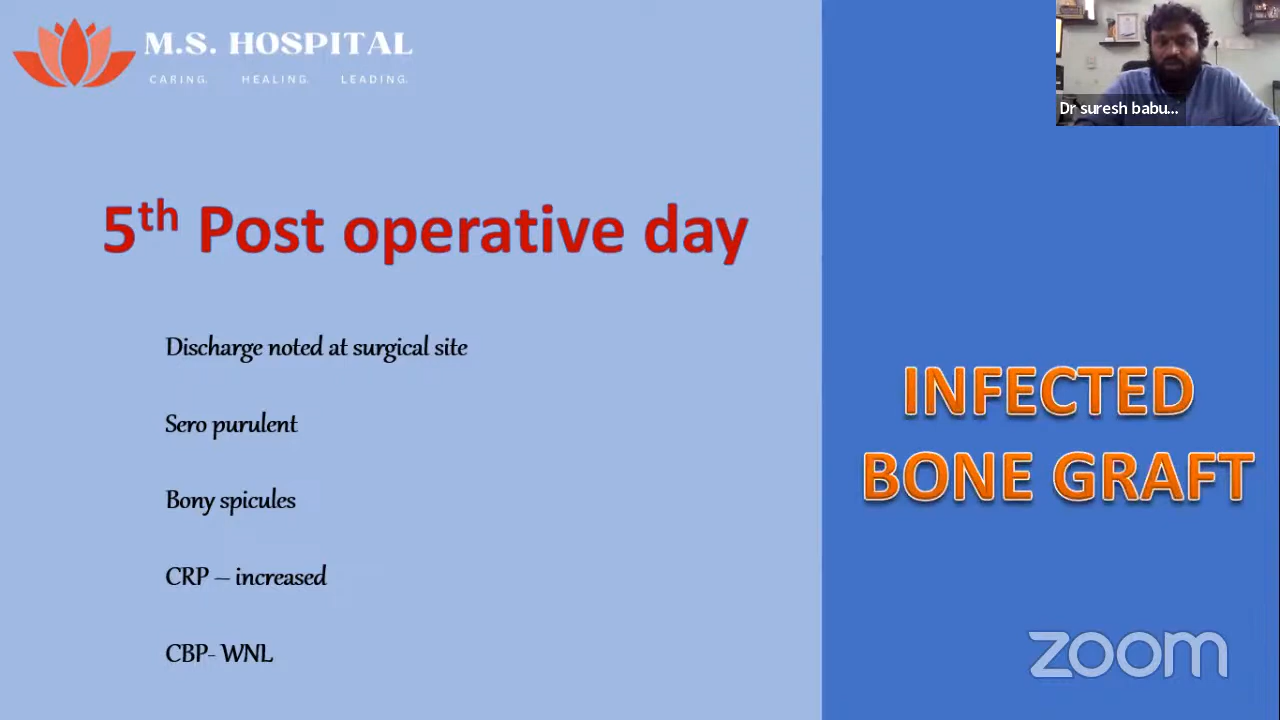 M.S. HOSPITAL
CARING. HEALING. LEADING.
Dr suresh babu...
5th Post operative day
Discharge noted at surgical site
Sero purulent
Bony spicules
CRP – increased
CBP- WNL
INFECTED
BONE GRAFT
zoom